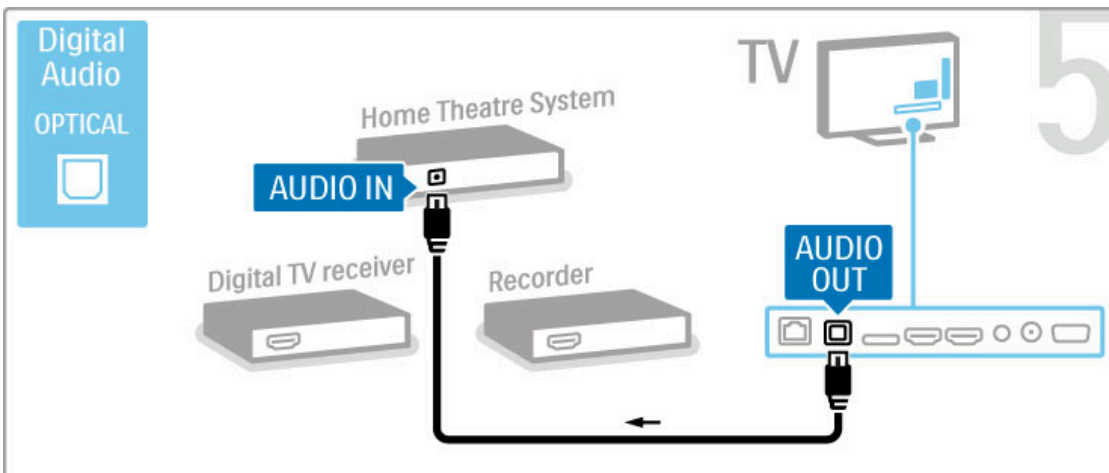 Digital
Audio
OPTICAL
TV
5
Home Theatre System
AUDIO IN
Digital TV receiver
Recorder
AUDIO
OUT